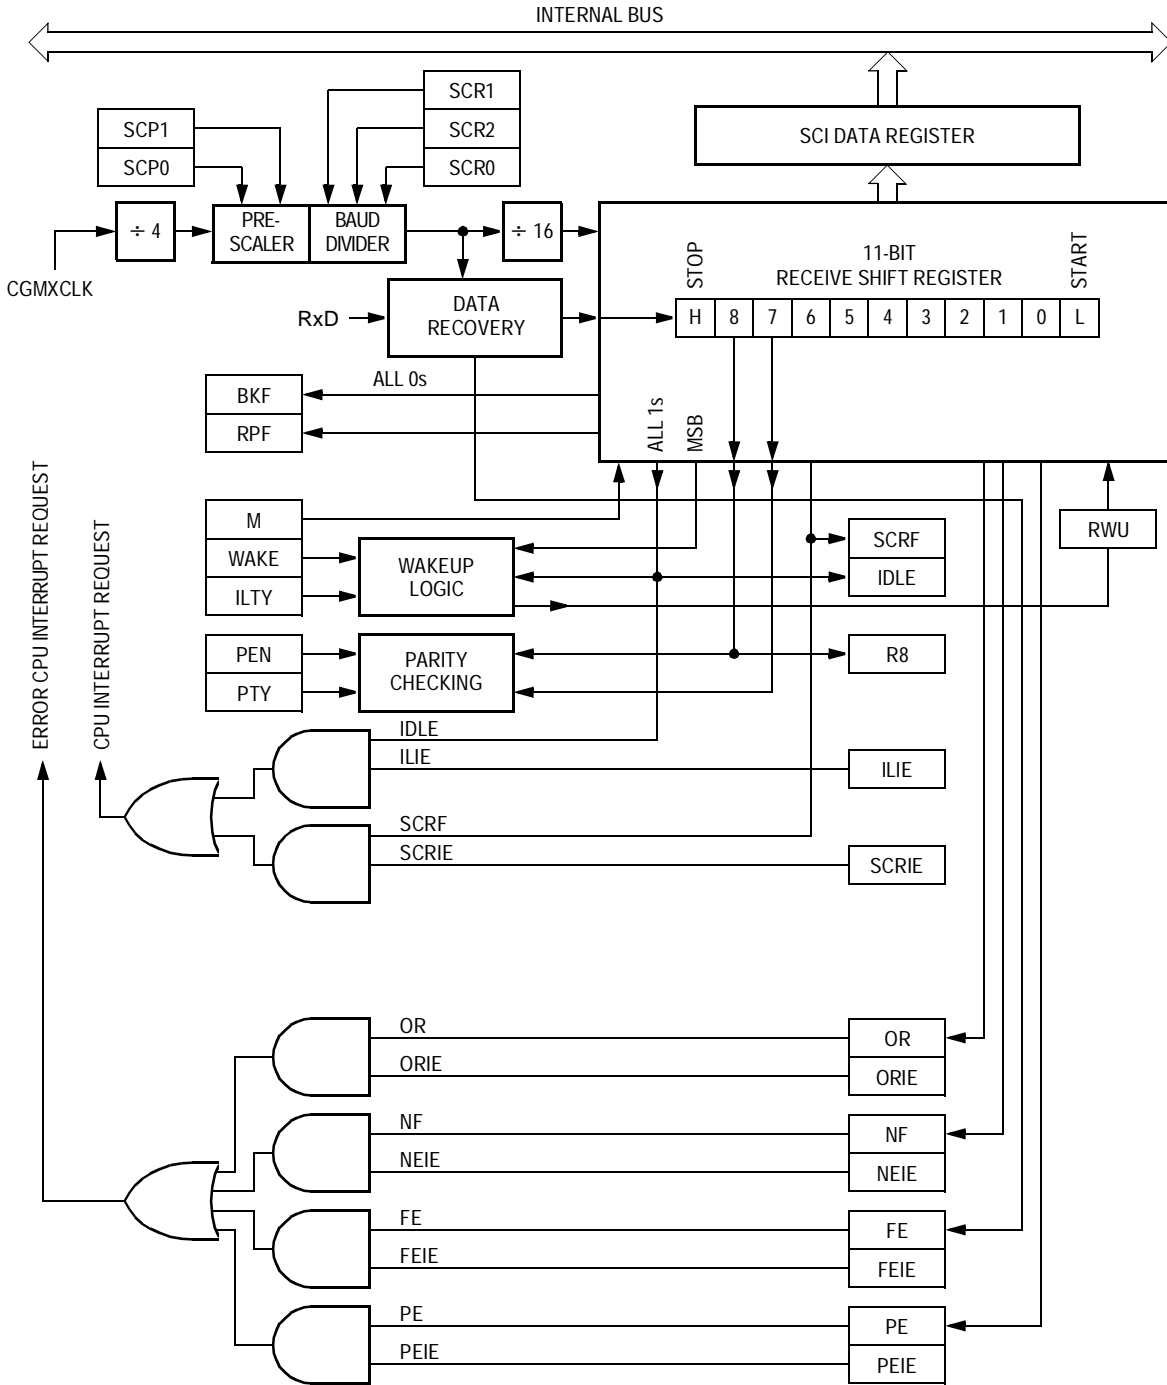 INTERNAL BUS
SCR1
SCP1
SCR2
SCI DATA REGISTER
SCP0
SCR0
÷ 4
PRE-
SCALER
BAUD
DIVIDER
÷ 16
CGMXCLK
STOP
11-BIT
RECEIVE SHIFT REGISTER
START
RxD
DATA
RECOVERY
H 8 7 6 5 4 3 2 1 0 L
ALL 0s
BKF
RPF
ALL 1s
MSB
ERROR CPU INTERRUPT REQUEST
CPU INTERRUPT REQUEST
M
WAKE
ILTY
WAKEUP
LOGIC
SCRF
IDLE
RWU
PEN
PTY
PARITY
CHECKING
R8
IDLE
ILIE
ILIE
SCRF
SCRIE
SCRIE
OR
OR
ORIE
ORIE
NF
NF
NEIE
NEIE
FE
FE
FEIE
FEIE
PE
PE
PEIE
PEIE